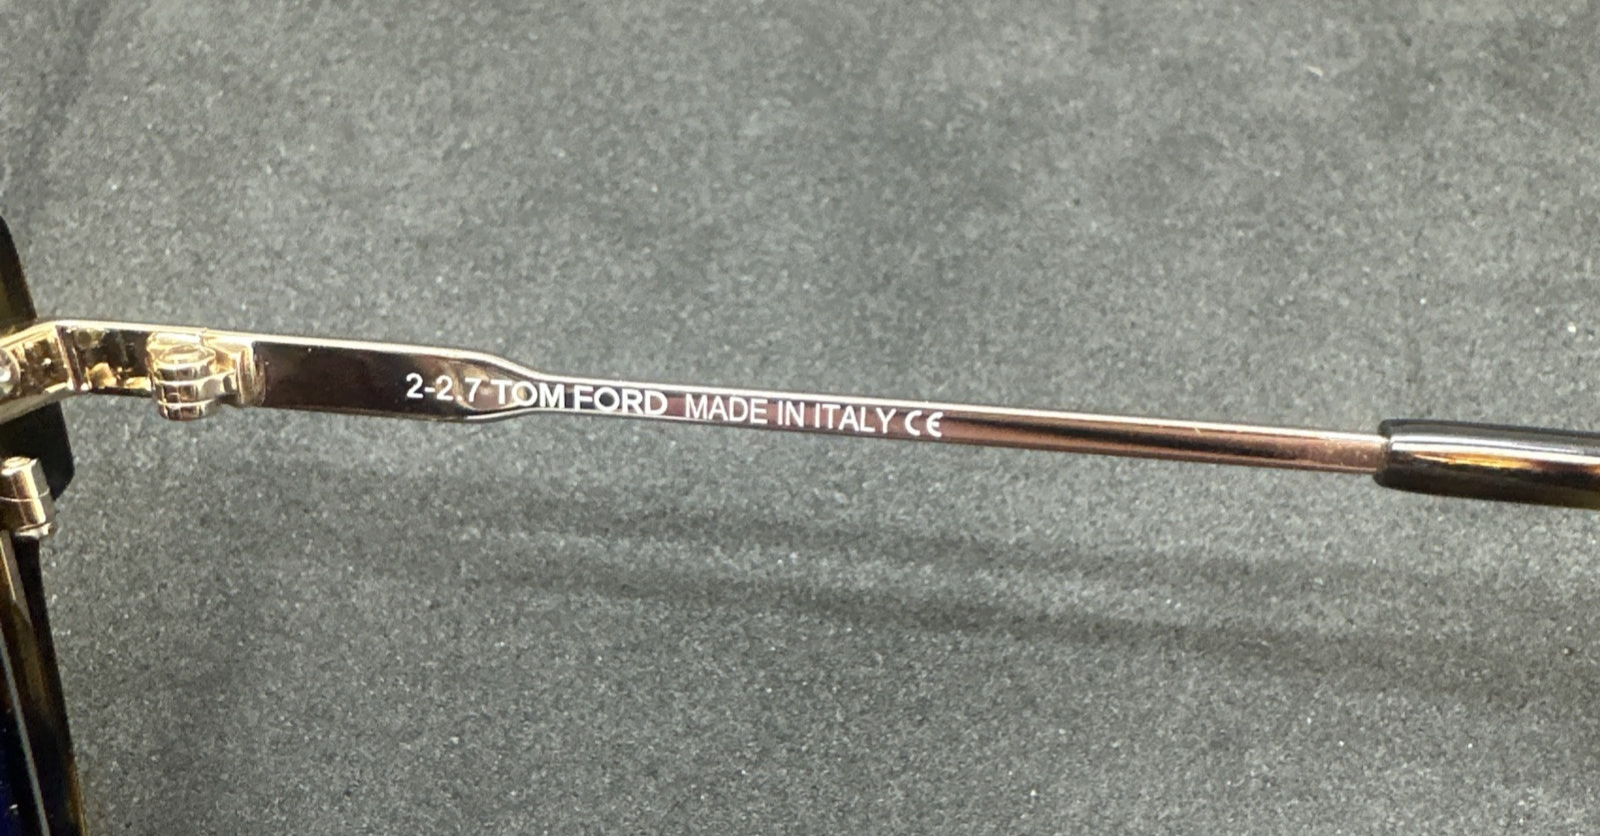 2-2.7 TOM FORD MADE IN ITALY CE